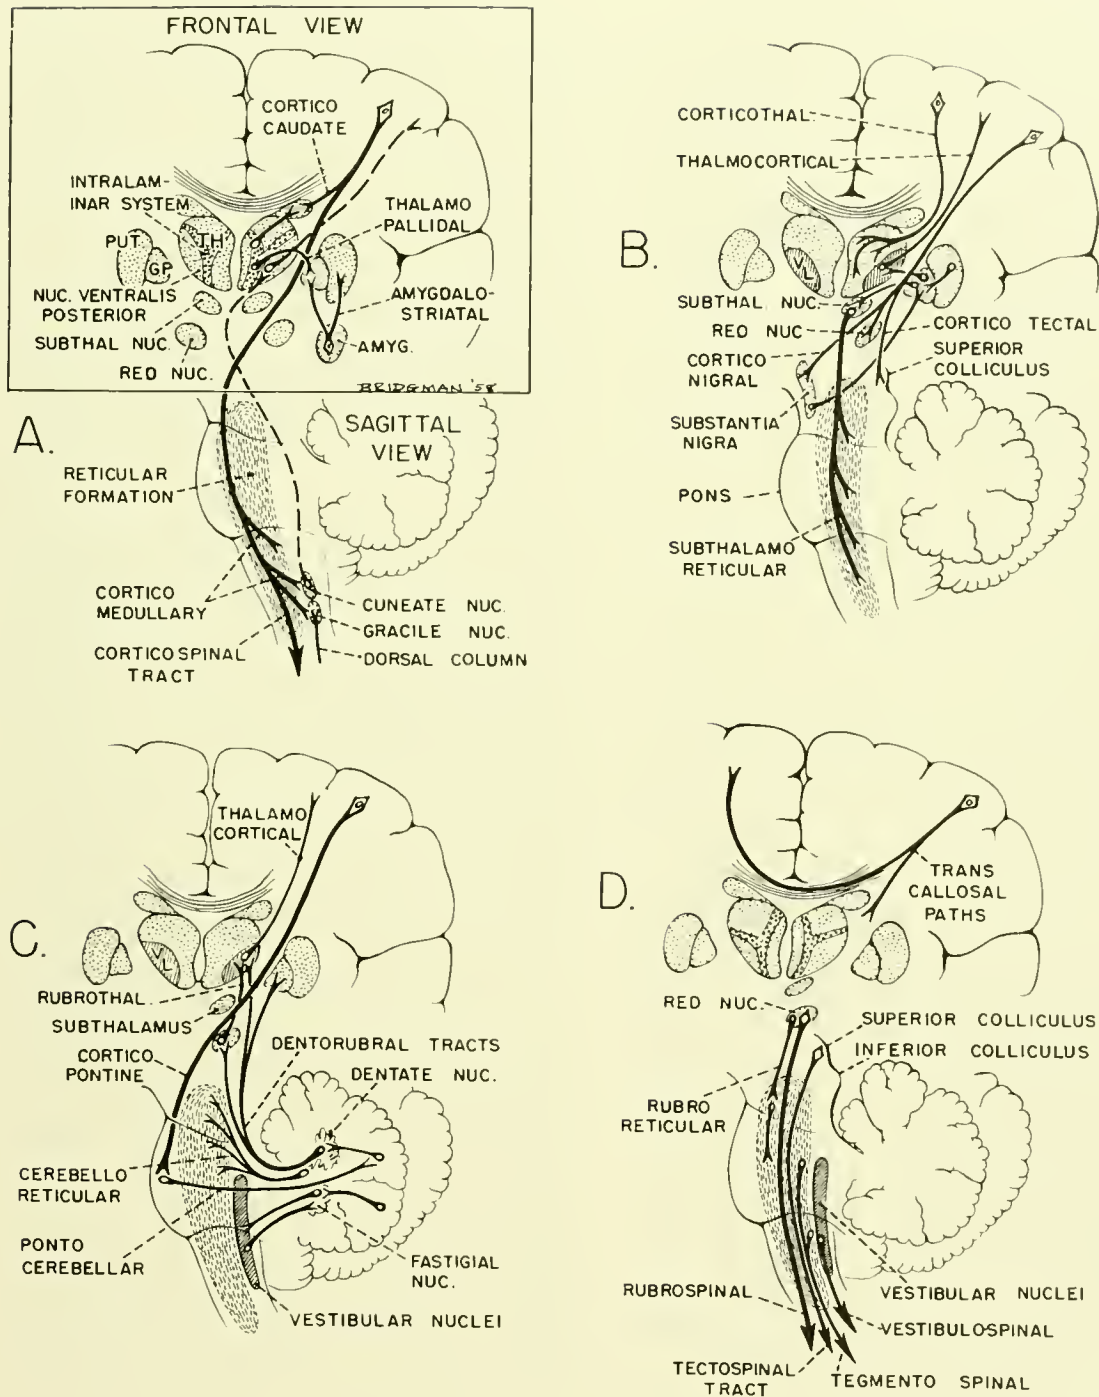 FRONTAL VIEW
CORTICO
CAUDATE
INTRALAM-
INAR SYSTEM
THALAMO
PALLIDAL
PUT.
TH
GP
NUC. VENTRALIS
POSTERIOR
AMYGDALO-
STRIATAL
SUBTHAL NUC.
AMYG.
RED NUC.
BRIDGMAN '58
A.
SAGITTAL
VIEW
RETICULAR
FORMATION
CORTICO
MEDULLARY
CUNEATE NUC.
GRACILE NUC.
CORTICOSPINAL
TRACT
DORSAL COLUMN
B.
CORTICOTHAL.
THALMOCORTICAL
VL
SUBTHAL. NUC.
RED NUC.
CORTICO TECTAL
CORTICO
NIGRAL
SUPERIOR
COLLICULUS
SUBSTANTIA
NIGRA
PONS
SUBTHALAMO
RETICULAR
C.
THALAMO
CORTICAL
VL
RUBROTHAL.
SUBTHALAMUS
CORTICO
PONTINE
DENTORUBRAL TRACTS
DENTATE NUC.
CEREBELLO
RETICULAR
PONTO
CEREBELLAR
FASTIGIAL
NUC.
VESTIBULAR NUCLEI
D.
TRANS
CALLOSAL
PATHS
RED NUC.
SUPERIOR COLLICULUS
INFERIOR COLLICULUS
RUBRO
RETICULAR
RUBROSPINAL
VESTIBULAR NUCLEI
VESTIBULOSPINAL
TECTOSPINAL
TRACT
TEGMENTO SPINAL